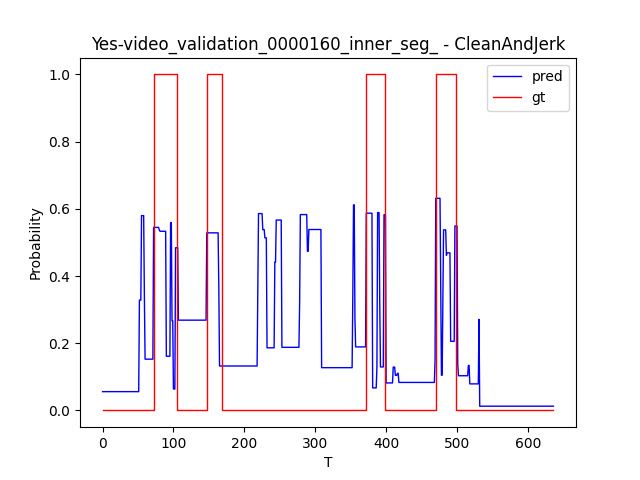 Yes-video_validation_0000160_inner_seg_ - CleanAndJerk
pred
gt
1.0
0.8
0.6
0.4
0.2
0.0
Probability
0 100 200 300 400 500 600
T